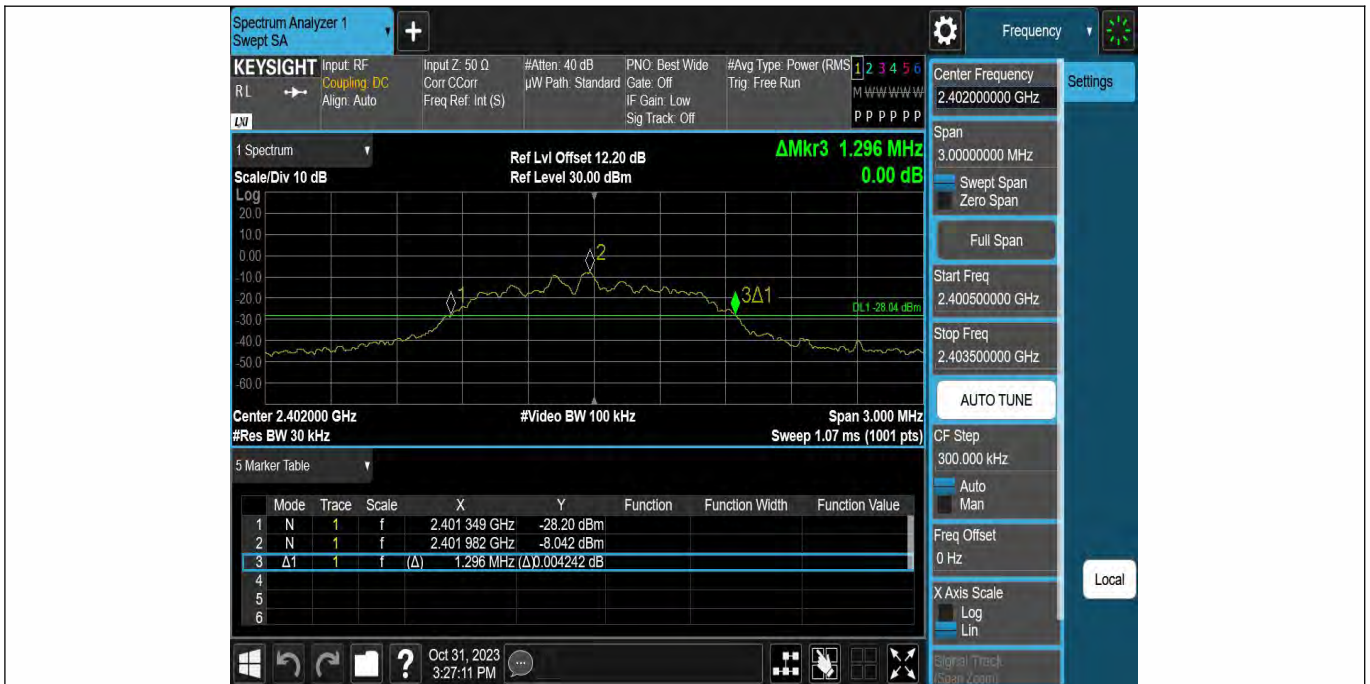 Spectrum Analyzer 1
Swept SA
+
Frequency
KEYSIGHT
RL
LXI
Input: RF
Coupling: DC
Align: Auto
Input Z: 50 Ω
Corr CCorr
Freq Ref: Int (S)
#Atten: 40 dB
µW Path: Standard
PNO: Best Wide
Gate: Off
IF Gain: Low
Sig Track: Off
#Avg Type: Power (RMS
Trig: Free Run
1 2 3 4 5 6
M W W W W W
P P P P P P
1 Spectrum
Scale/Div 10 dB
Ref Lvl Offset 12.20 dB
Ref Level 30.00 dBm
ΔMkr3 1.296 MHz
0.00 dB
Log
20.0
10.0
0.00
-10.0
-20.0
-30.0
-40.0
-50.0
-60.0
1
2
3Δ1
DL1 -28.04 dBm
Center 2.402000 GHz
#Video BW 100 kHz
Span 3.000 MHz
#Res BW 30 kHz
Sweep 1.07 ms (1001 pts)
5 Marker Table
Mode Trace Scale X Y Function Function Width Function Value
1 N 1 f 2.401 349 GHz -28.20 dBm
2 N 1 f 2.401 982 GHz -8.042 dBm
3 Δ1 1 f (Δ) 1.296 MHz (Δ)0.004242 dB
4
5
6
?
Oct 31, 2023
3:27:11 PM
Center Frequency
2.402000000 GHz
Settings
Span
3.00000000 MHz
Swept Span
Zero Span
Full Span
Start Freq
2.400500000 GHz
Stop Freq
2.403500000 GHz
AUTO TUNE
CF Step
300.000 kHz
Auto
Man
Freq Offset
0 Hz
Local
X Axis Scale
Log
Lin
Signal Track
(Span Zoom)